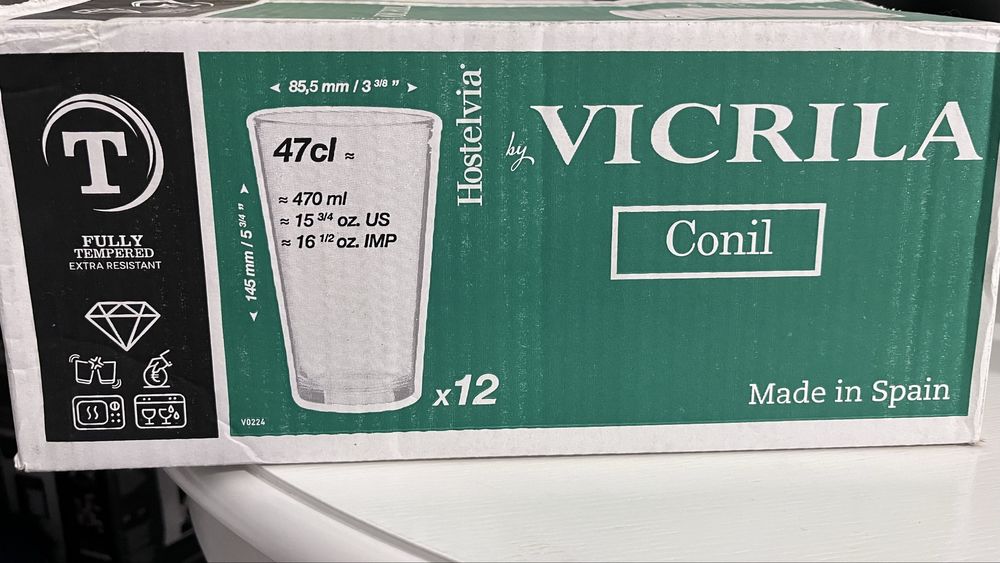 T
FULLY
TEMPERED
EXTRA RESISTANT
85,5 mm / 3 3/8 ”
145 mm / 5 3/4 ”
47cl ≈
≈ 470 ml
≈ 15 3/4 oz. US
≈ 16 1/2 oz. IMP
x12
V0224
Hostelvia®
by VICRILA
Conil
Made in Spain